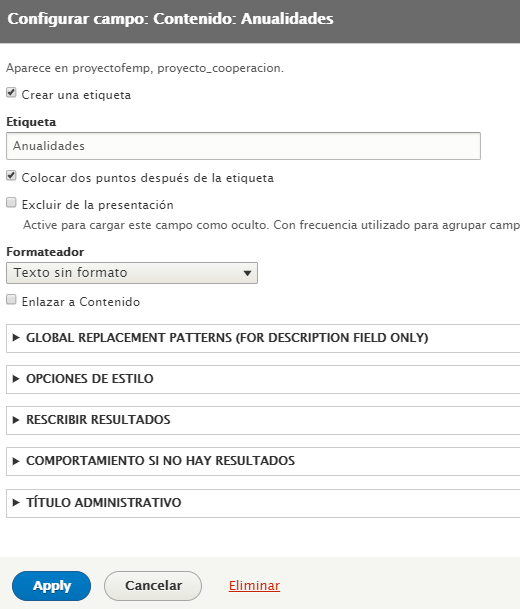 Configurar campo: Contenido: Anualidades
Aparece en proyectofemp, proyecto_cooperacion.
Crear una etiqueta
Etiqueta
Anualidades
Colocar dos puntos después de la etiqueta
Excluir de la presentación
Active para cargar este campo como oculto. Con frecuencia utilizado para agrupar camp
Formateador
Texto sin formato
Enlazar a Contenido
GLOBAL REPLACEMENT PATTERNS (FOR DESCRIPTION FIELD ONLY)
OPCIONES DE ESTILO
RESCRIBIR RESULTADOS
COMPORTAMIENTO SI NO HAY RESULTADOS
TÍTULO ADMINISTRATIVO
Apply Cancelar Eliminar